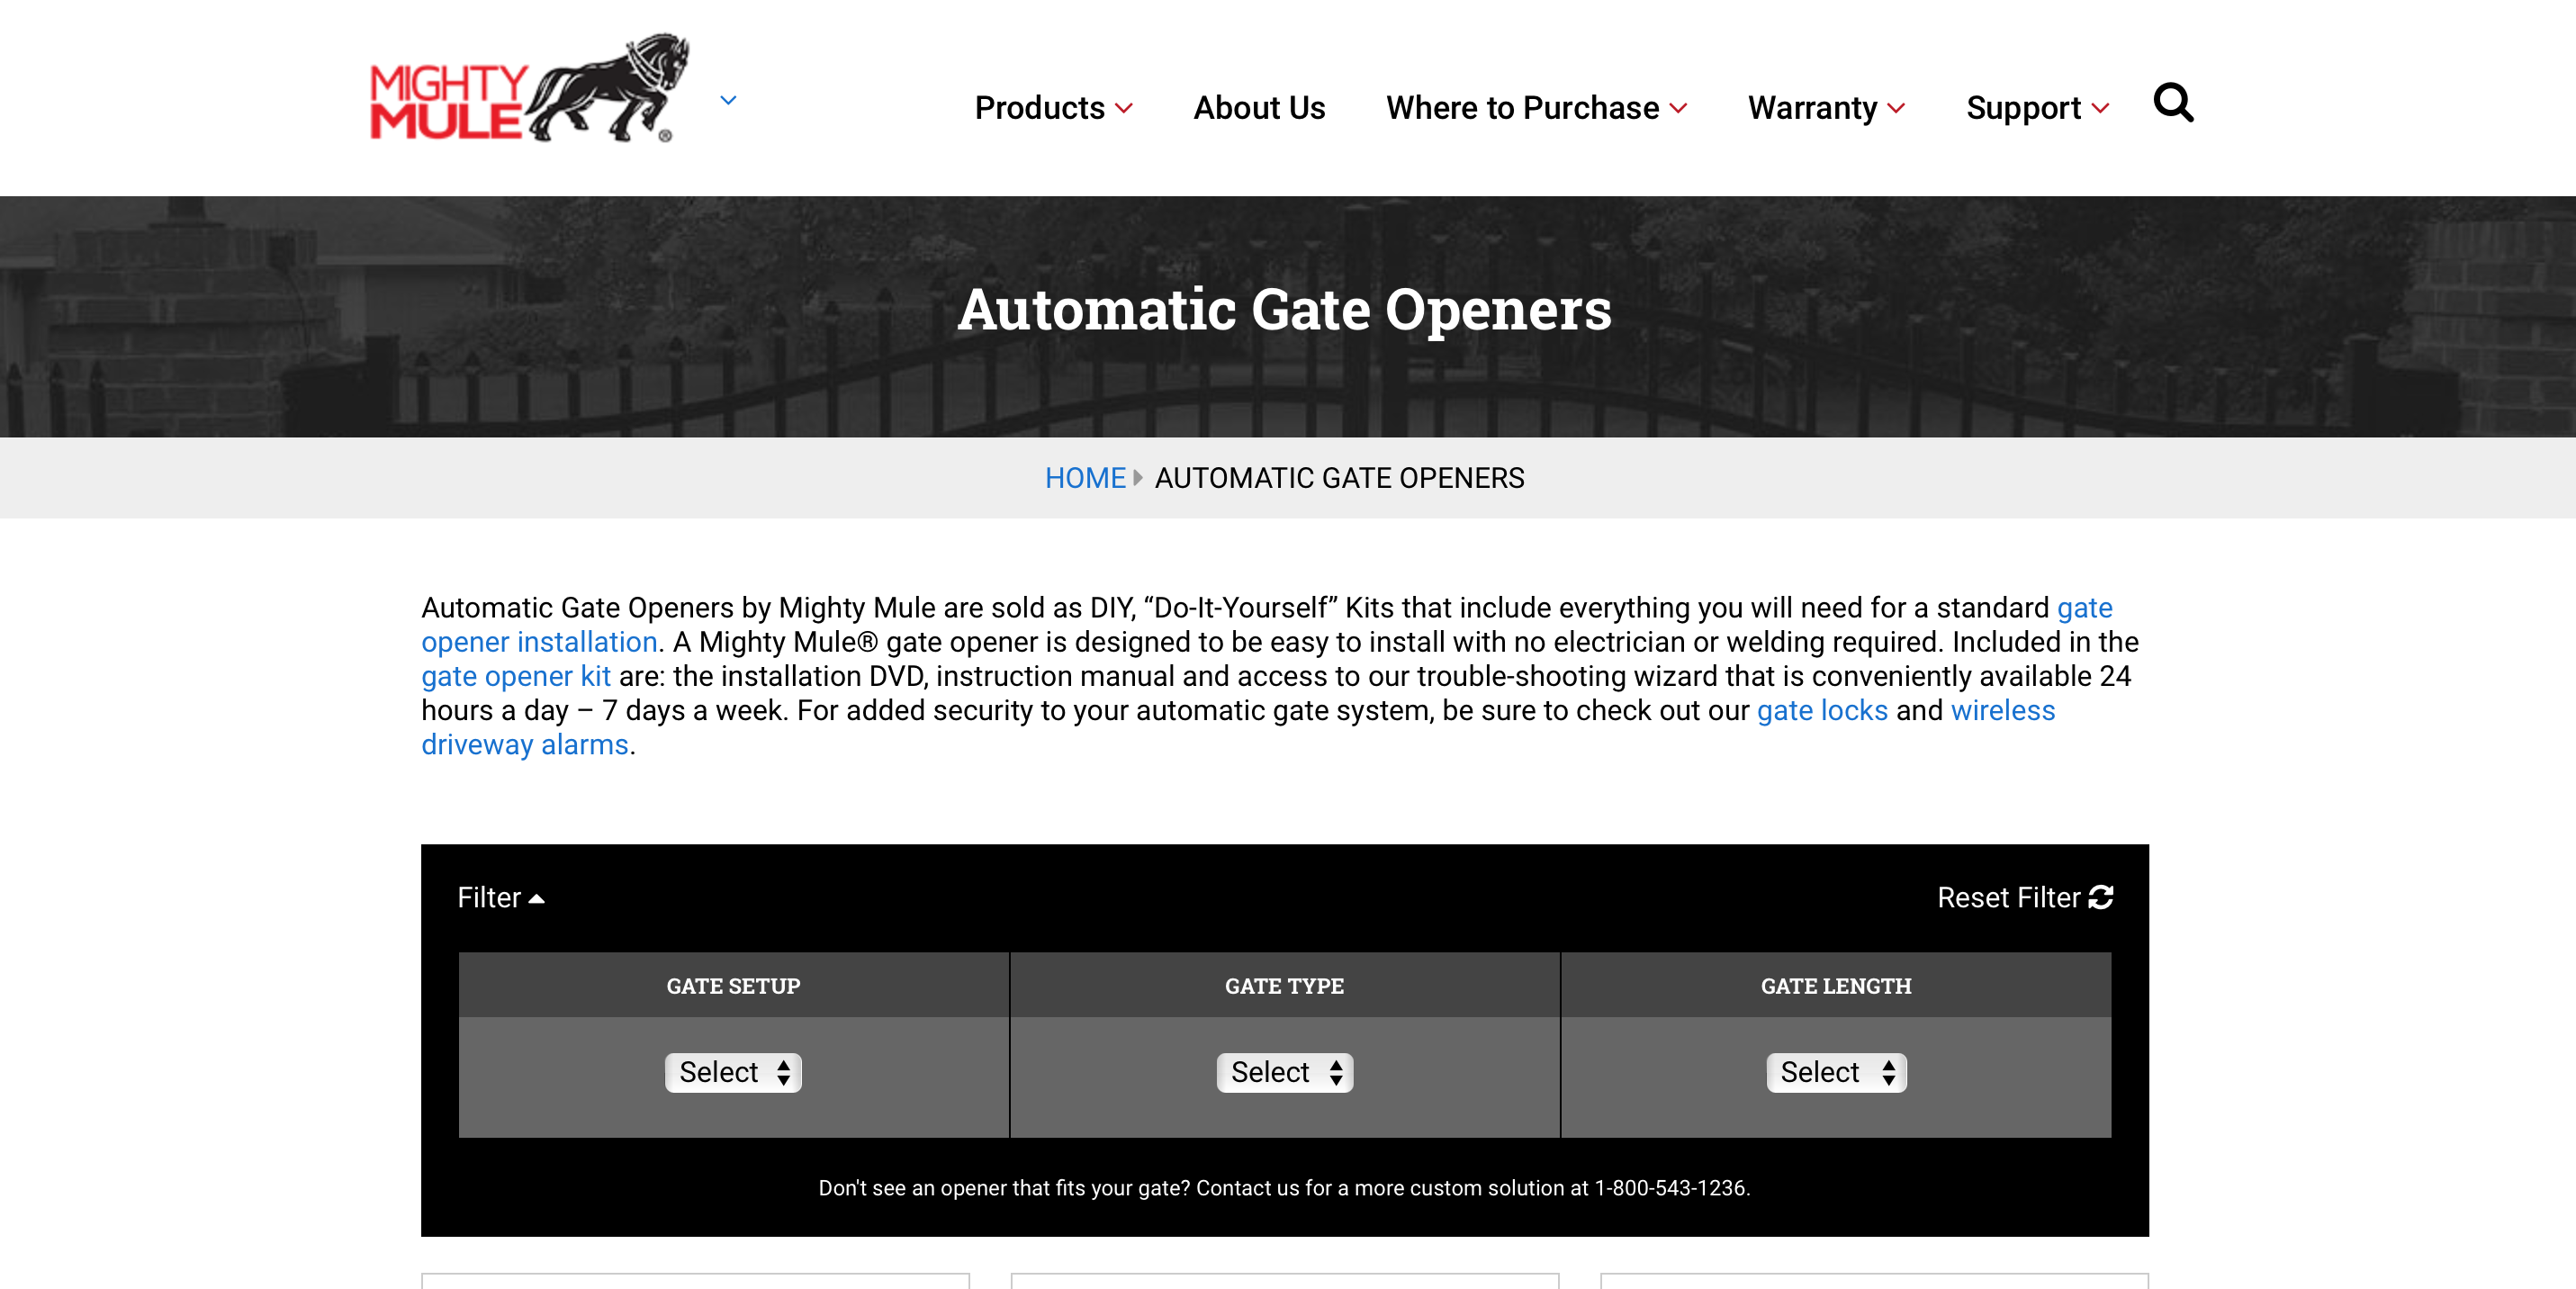 MIGHTY
MULE®
Products
About Us
Where to Purchase
Warranty
Support
Automatic Gate Openers
HOME AUTOMATIC GATE OPENERS
Automatic Gate Openers by Mighty Mule are sold as DIY, “Do-It-Yourself” Kits that include everything you will need for a standard gate
opener installation. A Mighty Mule® gate opener is designed to be easy to install with no electrician or welding required. Included in the
gate opener kit are: the installation DVD, instruction manual and access to our trouble-shooting wizard that is conveniently available 24
hours a day – 7 days a week. For added security to your automatic gate system, be sure to check out our gate locks and wireless
driveway alarms.
Filter
Reset Filter
GATE SETUP
GATE TYPE
GATE LENGTH
Select
Select
Select
Don't see an opener that fits your gate? Contact us for a more custom solution at 1-800-543-1236.